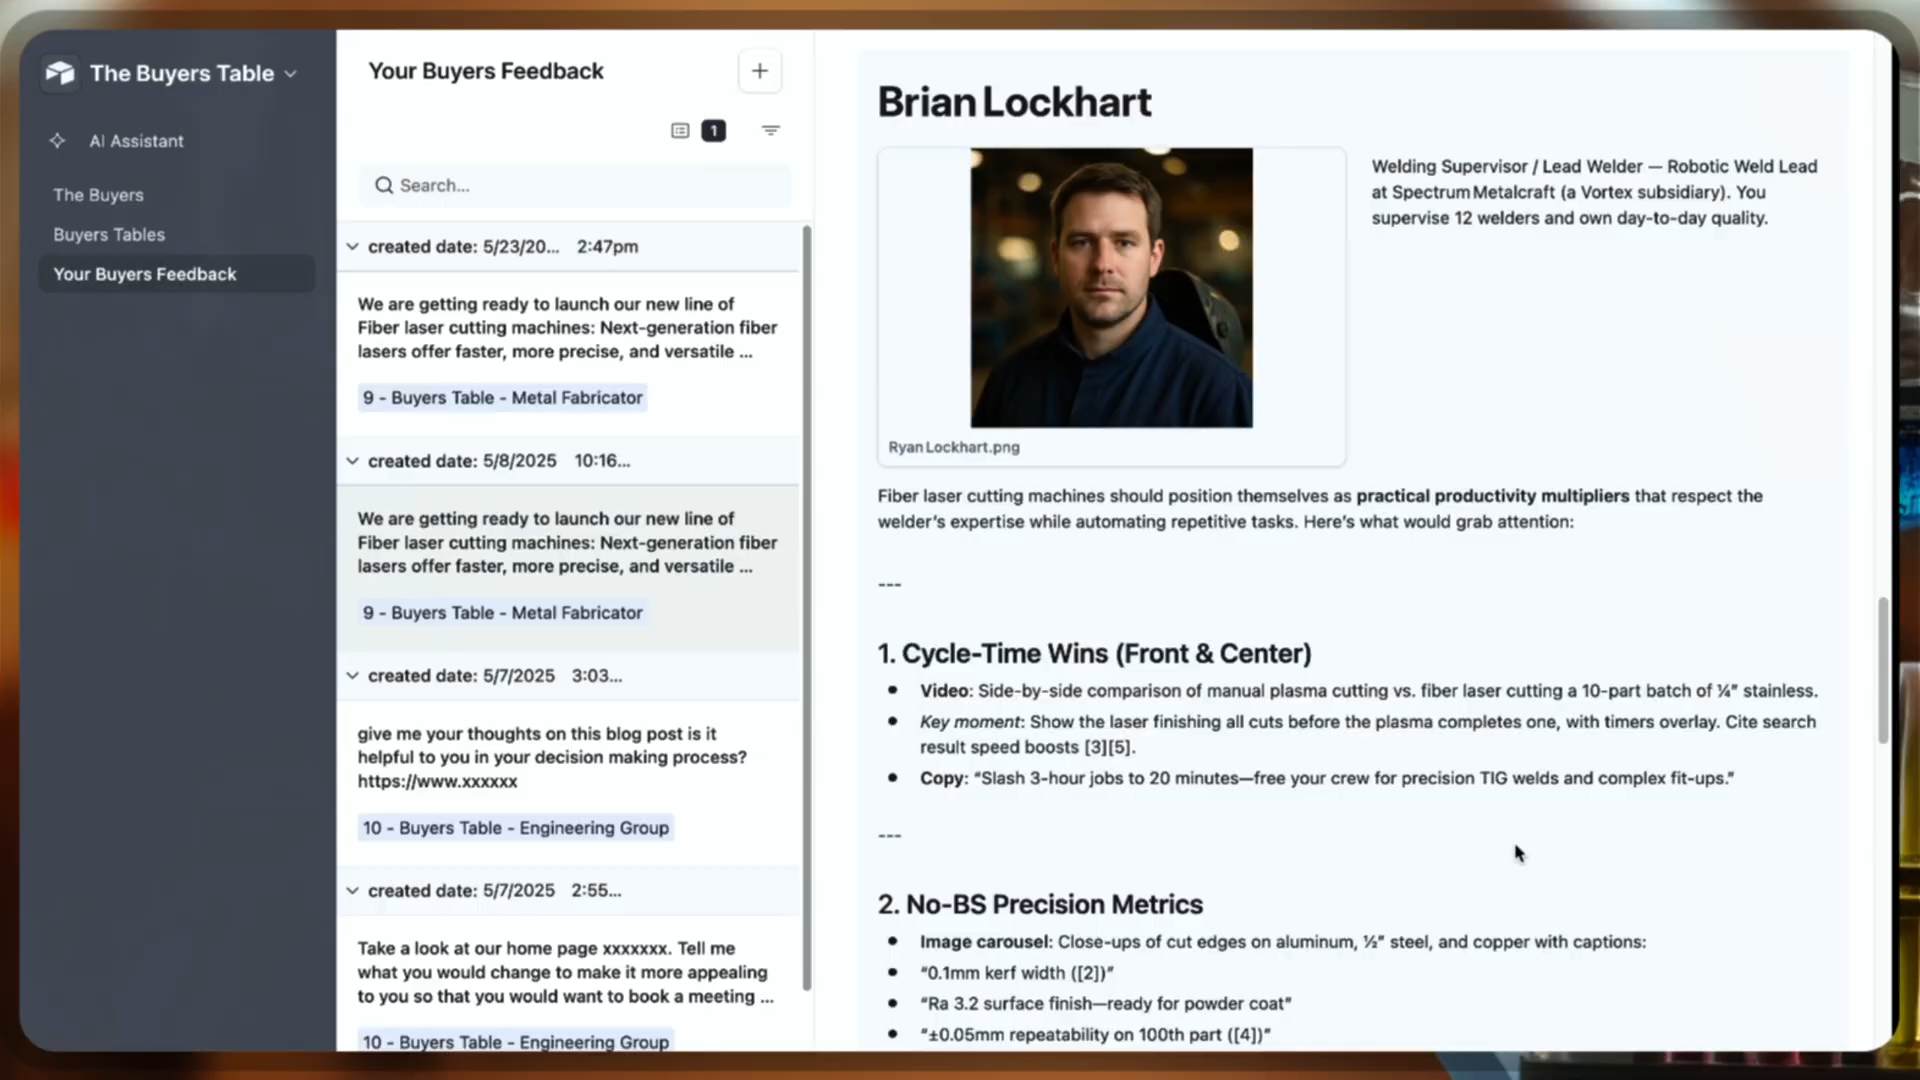 The Buyers Table
AI Assistant
The Buyers
Buyers Tables
Your Buyers Feedback
Your Buyers Feedback
1
Search...
created date: 5/23/20... 2:47pm
We are getting ready to launch our new line of
Fiber laser cutting machines: Next-generation fiber
lasers offer faster, more precise, and versatile ...
9 - Buyers Table - Metal Fabricator
created date: 5/8/2025 10:16...
We are getting ready to launch our new line of
Fiber laser cutting machines: Next-generation fiber
lasers offer faster, more precise, and versatile ...
9 - Buyers Table - Metal Fabricator
created date: 5/7/2025 3:03...
give me your thoughts on this blog post is it
helpful to you in your decision making process?
https://www.xxxxxx
10 - Buyers Table - Engineering Group
created date: 5/7/2025 2:55...
Take a look at our home page xxxxxxx. Tell me
what you would change to make it more appealing
to you so that you would want to book a meeting ...
10 - Buyers Table - Engineering Group
Brian Lockhart
Ryan Lockhart.png
Welding Supervisor / Lead Welder — Robotic Weld Lead
at Spectrum Metalcraft (a Vortex subsidiary). You
supervise 12 welders and own day-to-day quality.
Fiber laser cutting machines should position themselves as practical productivity multipliers that respect the
welder's expertise while automating repetitive tasks. Here's what would grab attention:
---
1. Cycle-Time Wins (Front & Center)
• Video: Side-by-side comparison of manual plasma cutting vs. fiber laser cutting a 10-part batch of ¼" stainless.
• Key moment: Show the laser finishing all cuts before the plasma completes one, with timers overlay. Cite search
result speed boosts [3][5].
• Copy: "Slash 3-hour jobs to 20 minutes—free your crew for precision TIG welds and complex fit-ups."
---
2. No-BS Precision Metrics
• Image carousel: Close-ups of cut edges on aluminum, ½" steel, and copper with captions:
• "0.1mm kerf width ([2])"
• "Ra 3.2 surface finish—ready for powder coat"
• "±0.05mm repeatability on 100th part ([4])"